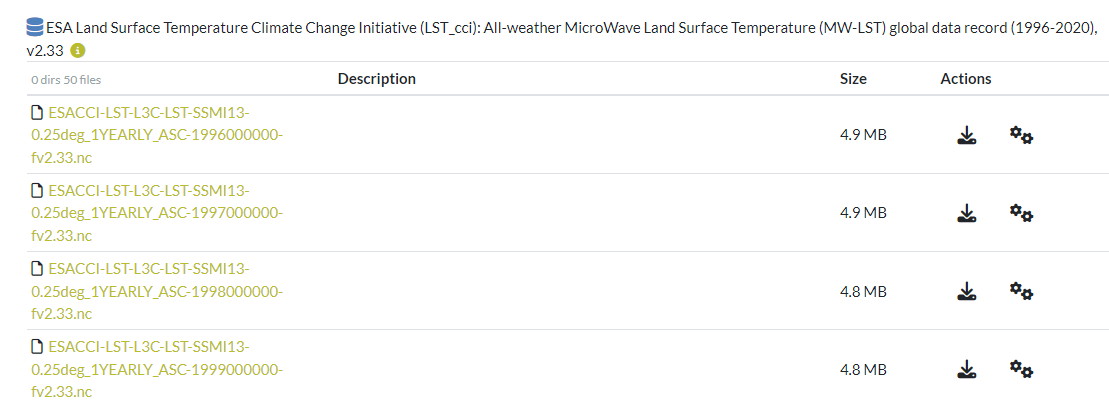 ESA Land Surface Temperature Climate Change Initiative (LST_cci): All-weather MicroWave Land Surface Temperature (MW-LST) global data record (1996-2020),
v2.33
0 dirs 50 files Description Size Actions
ESACCI-LST-L3C-LST-SSMI13-
0.25deg_1YEARLY_ASC-1996000000-
fv2.33.nc
4.9 MB
ESACCI-LST-L3C-LST-SSMI13-
0.25deg_1YEARLY_ASC-1997000000-
fv2.33.nc
4.9 MB
ESACCI-LST-L3C-LST-SSMI13-
0.25deg_1YEARLY_ASC-1998000000-
fv2.33.nc
4.8 MB
ESACCI-LST-L3C-LST-SSMI13-
0.25deg_1YEARLY_ASC-1999000000-
fv2.33.nc
4.8 MB